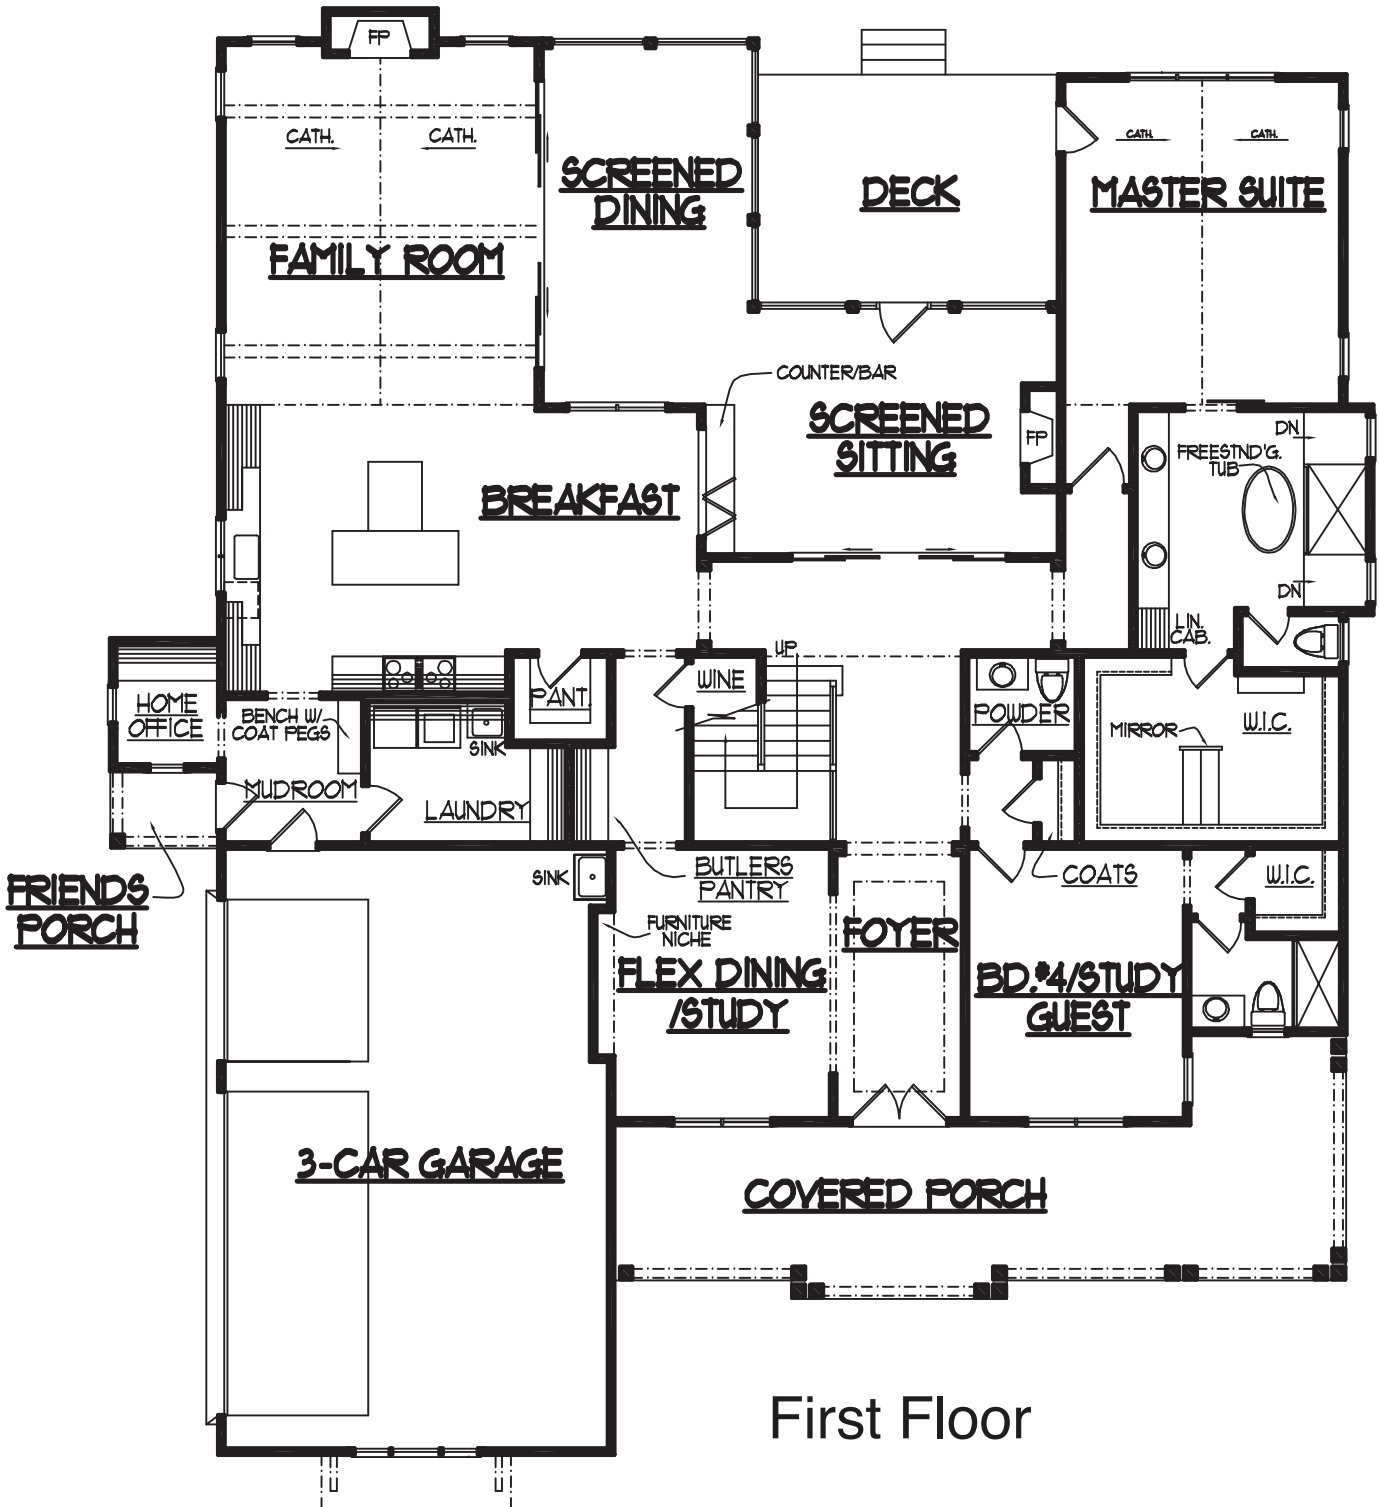 FP
CATH.
CATH.
CATH.
CATH.
SCREENED
DINING
DECK
MASTER SUITE
FAMILY ROOM
COUNTER/BAR
SCREENED
SITTING
FP
DN
FREESTND'G.
TUB
BREAKFAST
DN
LIN.
CAB.
UP
WINE
PANT.
HOME
OFFICE
BENCH W/
COAT PEGS
SINK
POWDER
MIRROR
W.I.C.
MUDROOM
LAUNDRY
FRIENDS
PORCH
SINK
BUTLERS
PANTRY
COATS
W.I.C.
FURNITURE
NICHE
FOYER
FLEX DINING
/STUDY
BD.#4/STUDY
GUEST
3-CAR GARAGE
COVERED PORCH
First Floor